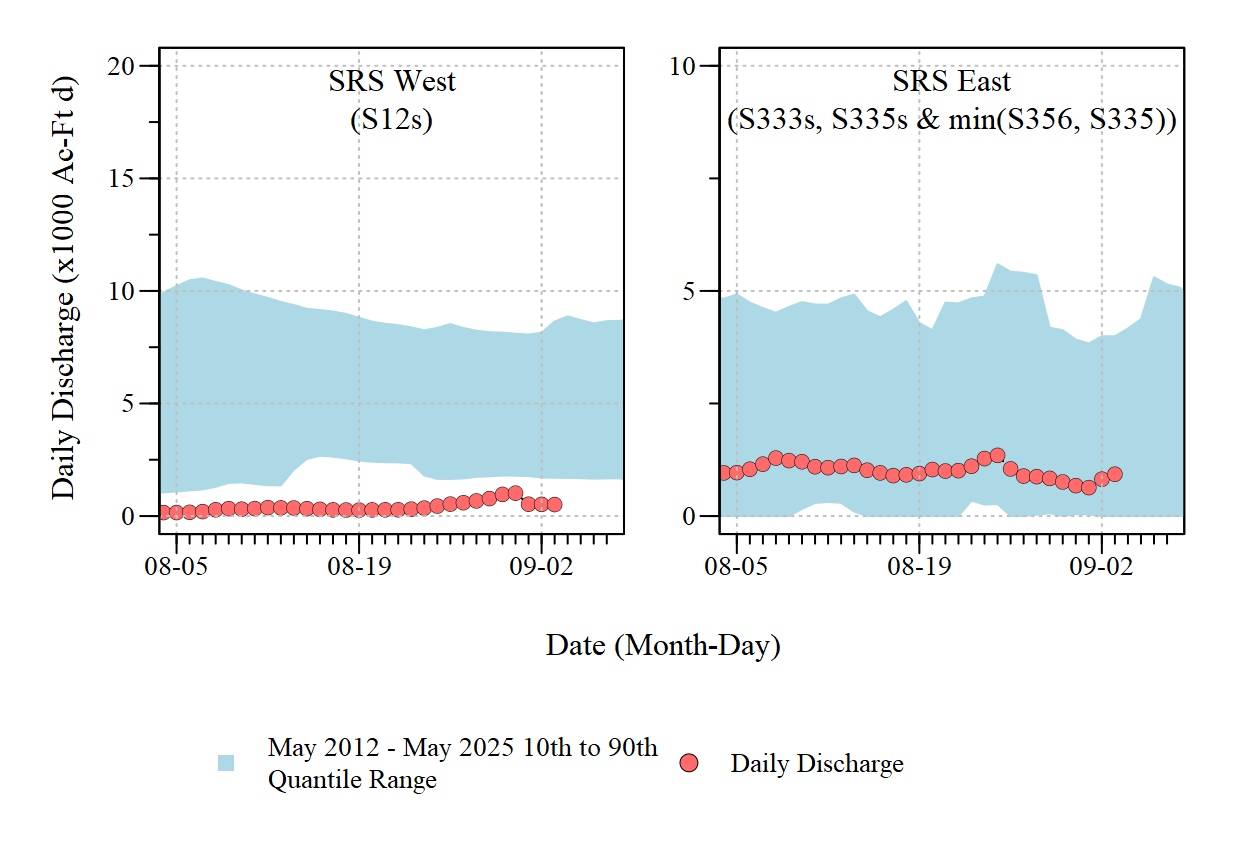 SRS West
(S12s)
20
15
10
5
0
08-05
08-19
09-02
Daily Discharge (x1000 Ac-Ft d)
SRS East
(S333s, S335s & min(S356, S335))
10
5
0
08-05
08-19
09-02
Date (Month-Day)
May 2012 - May 2025 10th to 90th
Quantile Range
Daily Discharge